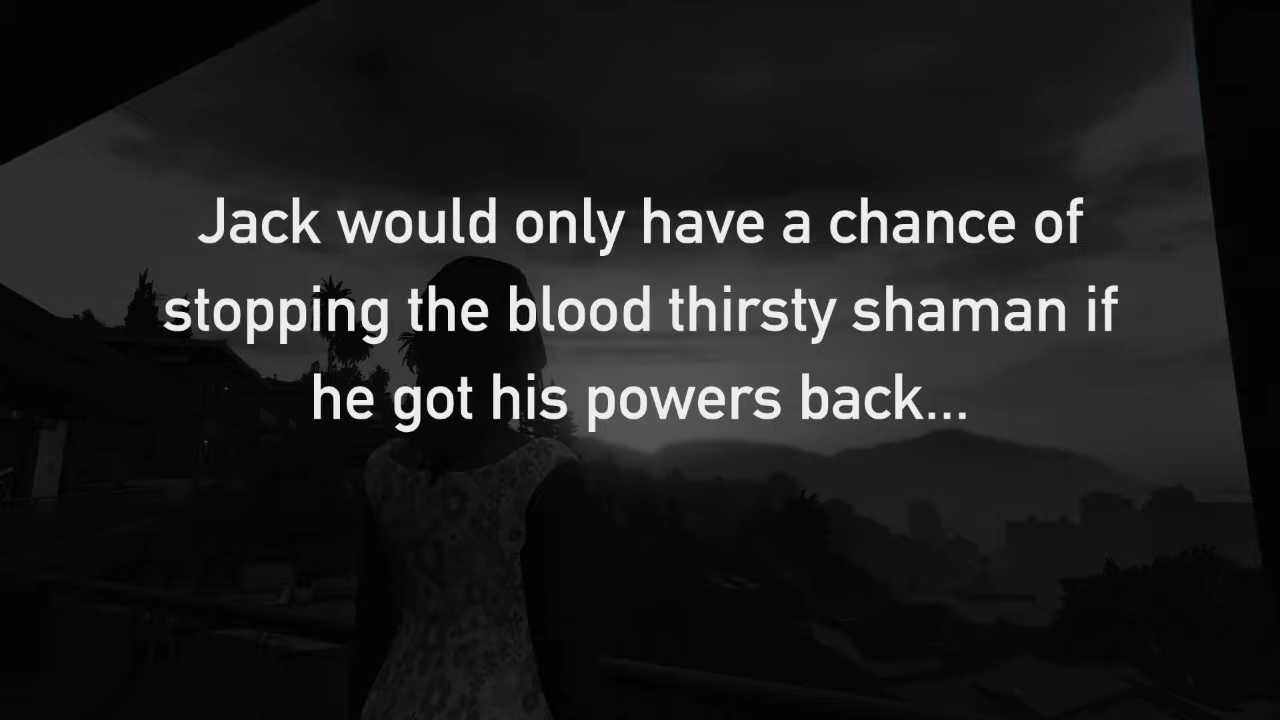 Jack would only have a chance of
stopping the blood thirsty shaman if
he got his powers back...